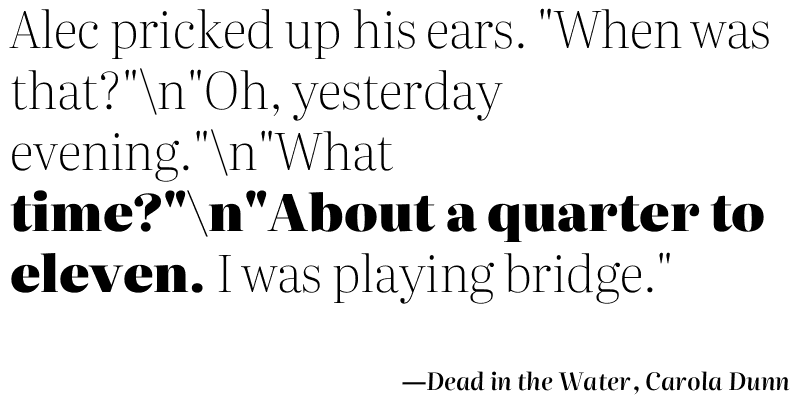 Alec pricked up his ears. "When was
that?"\n"Oh, yesterday
evening."\n"What
time?"\n"About a quarter to
eleven. I was playing bridge."
—Dead in the Water, Carola Dunn